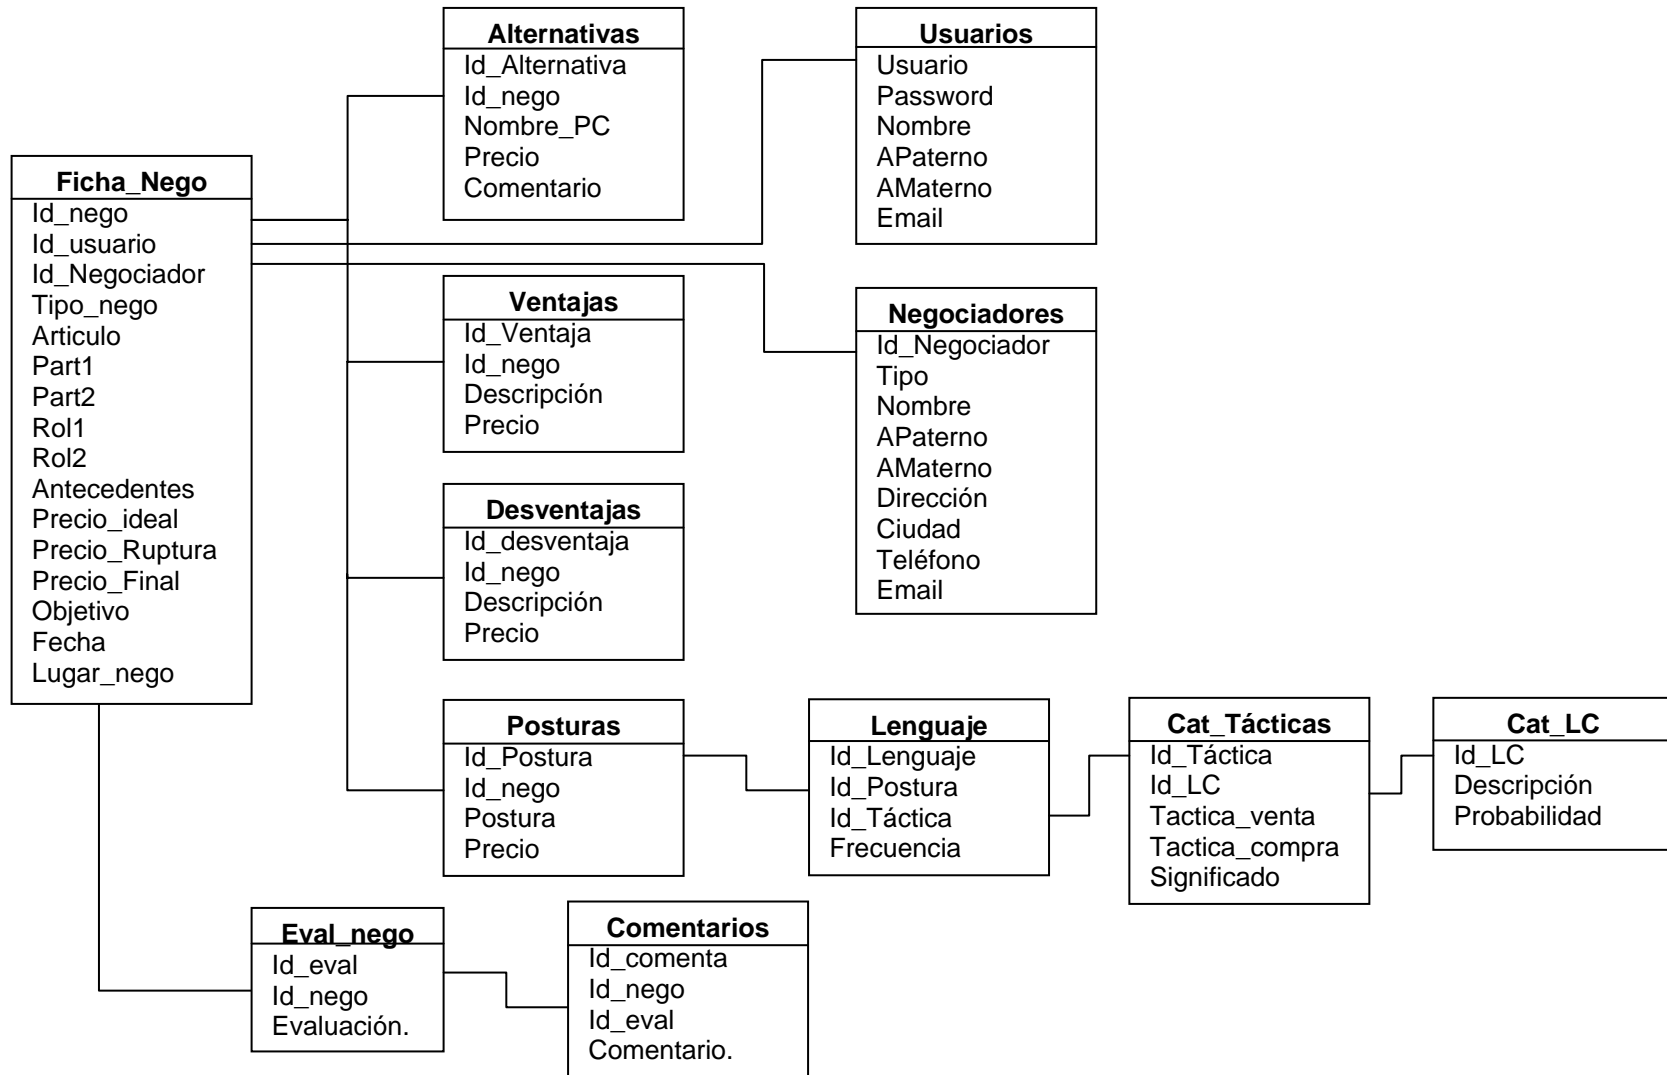 Alternativas
Id_Alternativa
Id_nego
Nombre_PC
Precio
Comentario
Usuarios
Usuario
Password
Nombre
APaterno
AMaterno
Email
Ficha_Nego
Id_nego
Id_usuario
Id_Negociador
Tipo_nego
Articulo
Part1
Part2
Rol1
Rol2
Antecedentes
Precio_ideal
Precio_Ruptura
Precio_Final
Objetivo
Fecha
Lugar_nego
Ventajas
Id_Ventaja
Id_nego
Descripción
Precio
Negociadores
Id_Negociador
Tipo
Nombre
APaterno
AMaterno
Dirección
Ciudad
Teléfono
Email
Desventajas
Id_desventaja
Id_nego
Descripción
Precio
Posturas
Id_Postura
Id_nego
Postura
Precio
Lenguaje
Id_Lenguaje
Id_Postura
Id_Táctica
Frecuencia
Cat_Tácticas
Id_Táctica
Id_LC
Tactica_venta
Tactica_compra
Significado
Cat_LC
Id_LC
Descripción
Probabilidad
Eval_nego
Id_eval
Id_nego
Evaluación.
Comentarios
Id_comenta
Id_nego
Id_eval
Comentario.